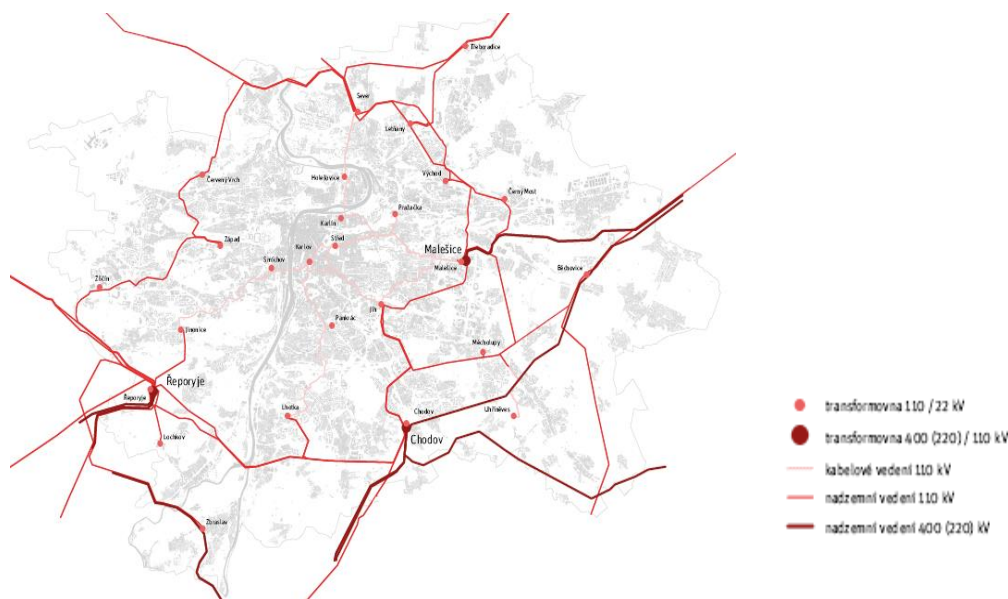 Sever
Letňany
Červený Vrch
Holešovice
Východ
Černý Most
Pražačka
Karlín
Střed
Západ
Karlov
Malešice
Smíchov
Malešice
Běchovice
Zličín
Jih
Pankrác
Jinonice
Měcholupy
Řeporyje
Řeporyje
Lhotka
Chodov
Uhříněves
Chodov
Lochkov
Zbraslav
transformovna 110 / 22 kV
transformovna 400 (220) / 110 kV
kabelové vedení 110 kV
nadzemní vedení 110 kV
nadzemní vedení 400 (220) kV